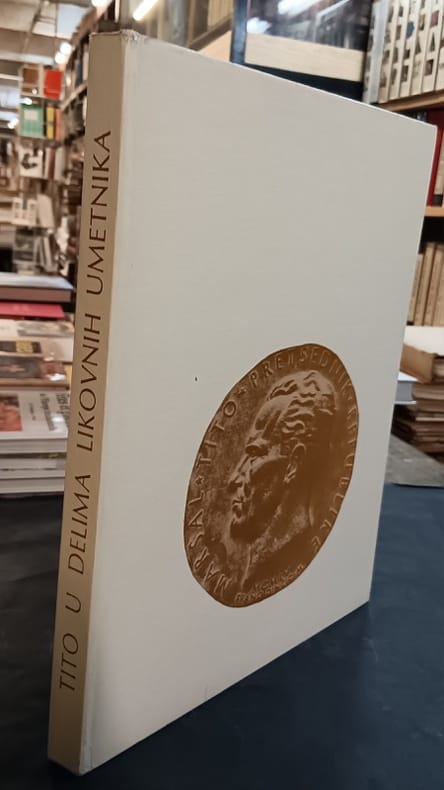 TITO U DELIMA LIKOVNIH UMETNIKA
MARŠAL · TITO · PREDSEDNIK REPUBLIKE